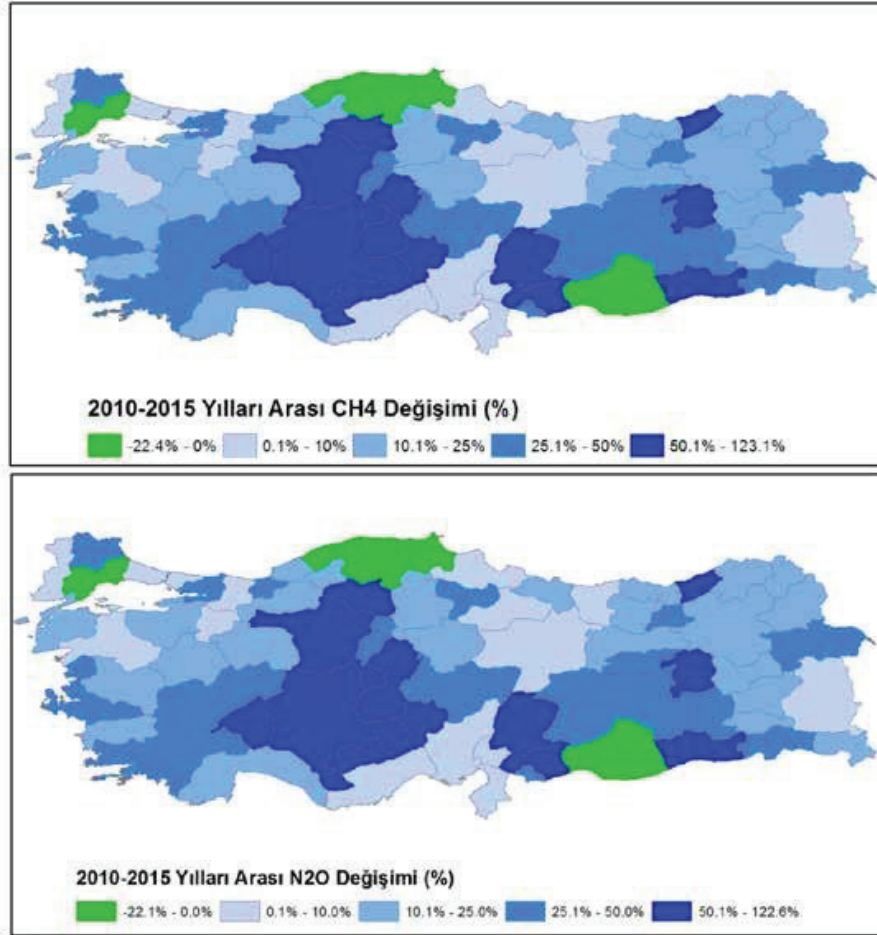 2010-2015 Yılları Arası CH4 Değişimi (%)
-22.4% - 0% 0.1% - 10% 10.1% - 25% 25.1% - 50% 50.1% - 123.1%
2010-2015 Yılları Arası N2O Değişimi (%)
-22.1% - 0.0% 0.1% - 10.0% 10.1% - 25.0% 25.1% - 50.0% 50.1% - 122.6%